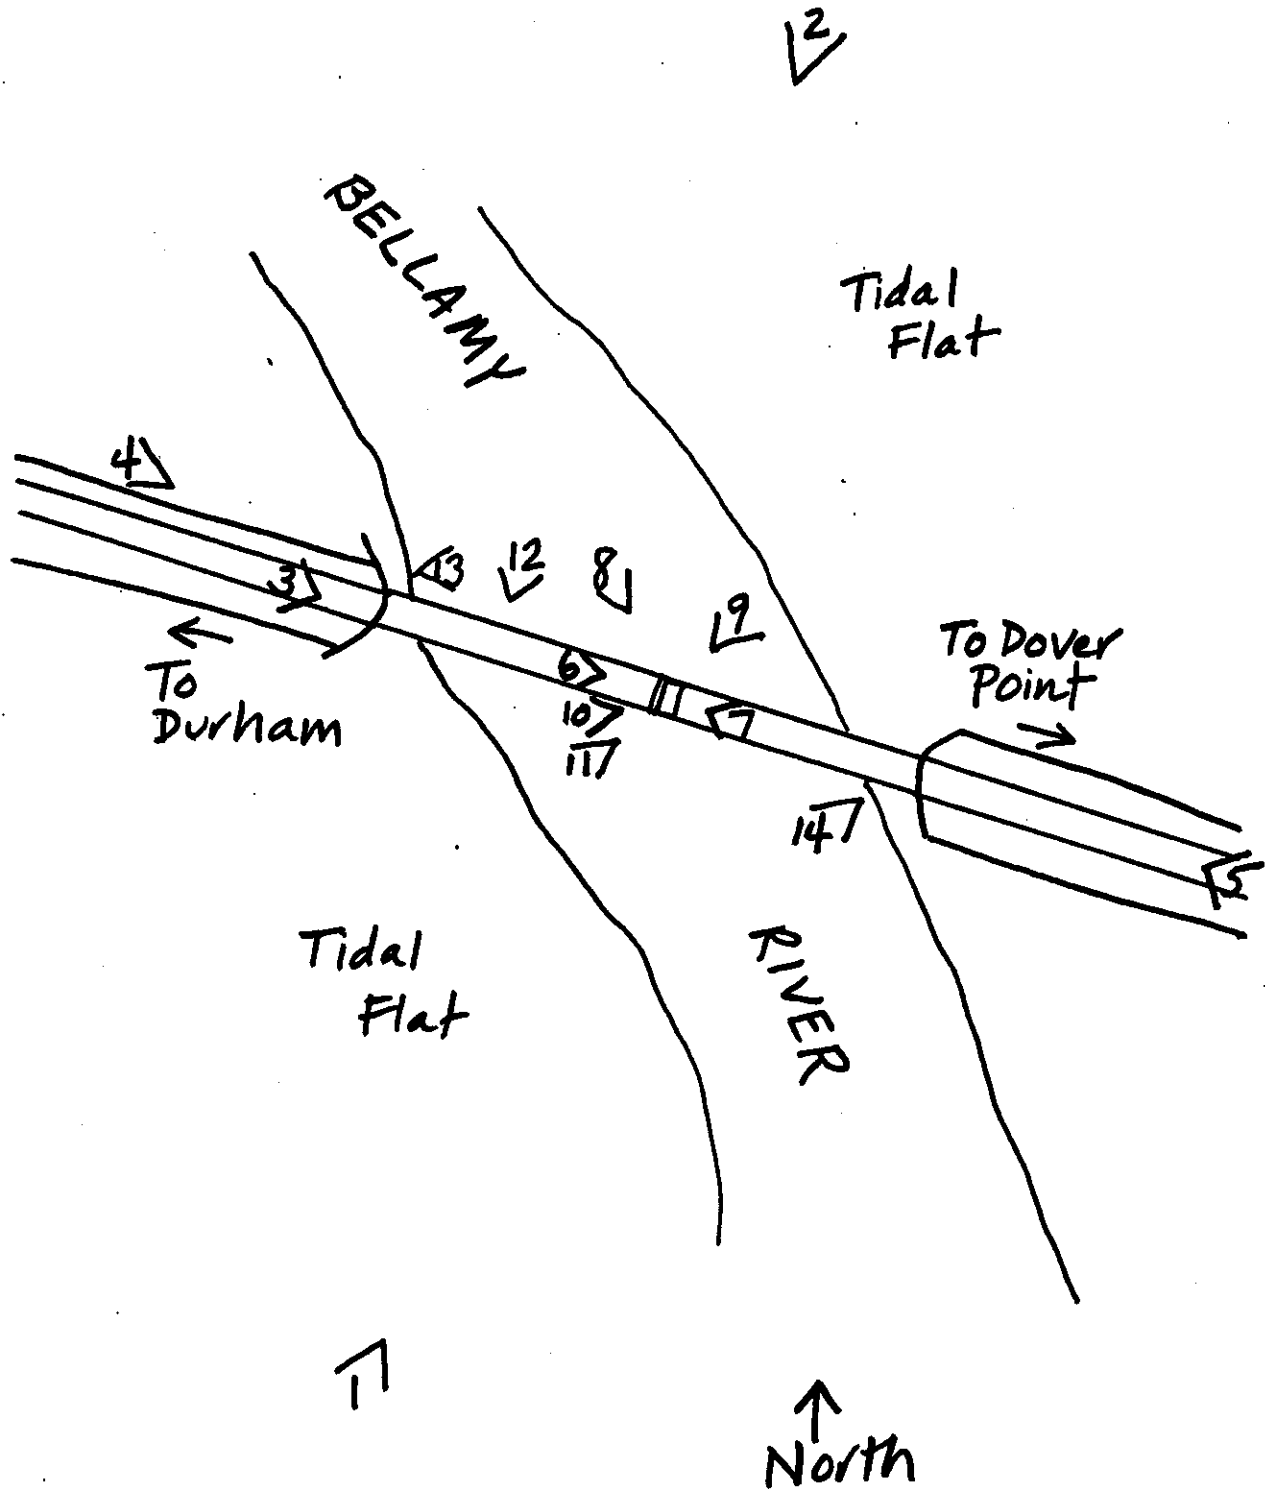 2
BELLAMY
Tidal
Flat
4
3
13
12
8
9
To Dover
Point
To
Durham
6
10
11
7
14
5
Tidal
Flat
RIVER
1
North